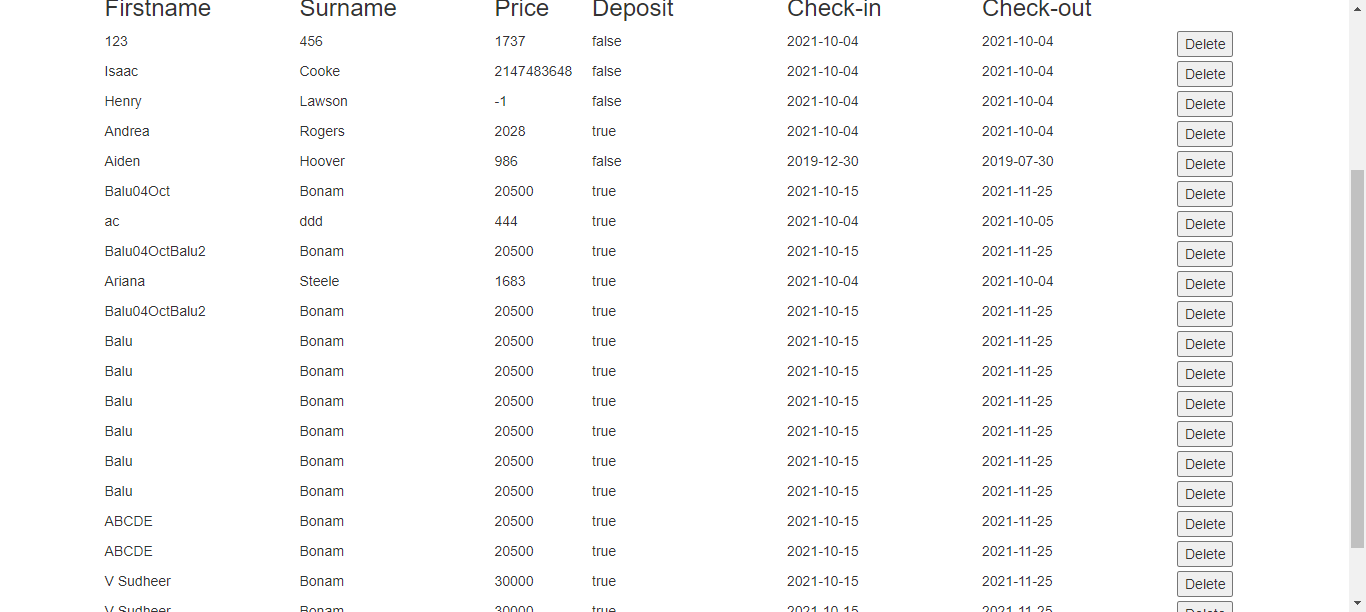 Firstname Surname Price Deposit Check-in Check-out
123 456 1737 false 2021-10-04 2021-10-04 Delete
Isaac Cooke 2147483648 false 2021-10-04 2021-10-04 Delete
Henry Lawson -1 false 2021-10-04 2021-10-04 Delete
Andrea Rogers 2028 true 2021-10-04 2021-10-04 Delete
Aiden Hoover 986 false 2019-12-30 2019-07-30 Delete
Balu04Oct Bonam 20500 true 2021-10-15 2021-11-25 Delete
ac ddd 444 true 2021-10-04 2021-10-05 Delete
Balu04OctBalu2 Bonam 20500 true 2021-10-15 2021-11-25 Delete
Ariana Steele 1683 true 2021-10-04 2021-10-04 Delete
Balu04OctBalu2 Bonam 20500 true 2021-10-15 2021-11-25 Delete
Balu Bonam 20500 true 2021-10-15 2021-11-25 Delete
Balu Bonam 20500 true 2021-10-15 2021-11-25 Delete
Balu Bonam 20500 true 2021-10-15 2021-11-25 Delete
Balu Bonam 20500 true 2021-10-15 2021-11-25 Delete
Balu Bonam 20500 true 2021-10-15 2021-11-25 Delete
Balu Bonam 20500 true 2021-10-15 2021-11-25 Delete
ABCDE Bonam 20500 true 2021-10-15 2021-11-25 Delete
ABCDE Bonam 20500 true 2021-10-15 2021-11-25 Delete
V Sudheer Bonam 30000 true 2021-10-15 2021-11-25 Delete
V Sudheer Bonam 30000 true 2021-10-15 2021-11-25 Delete